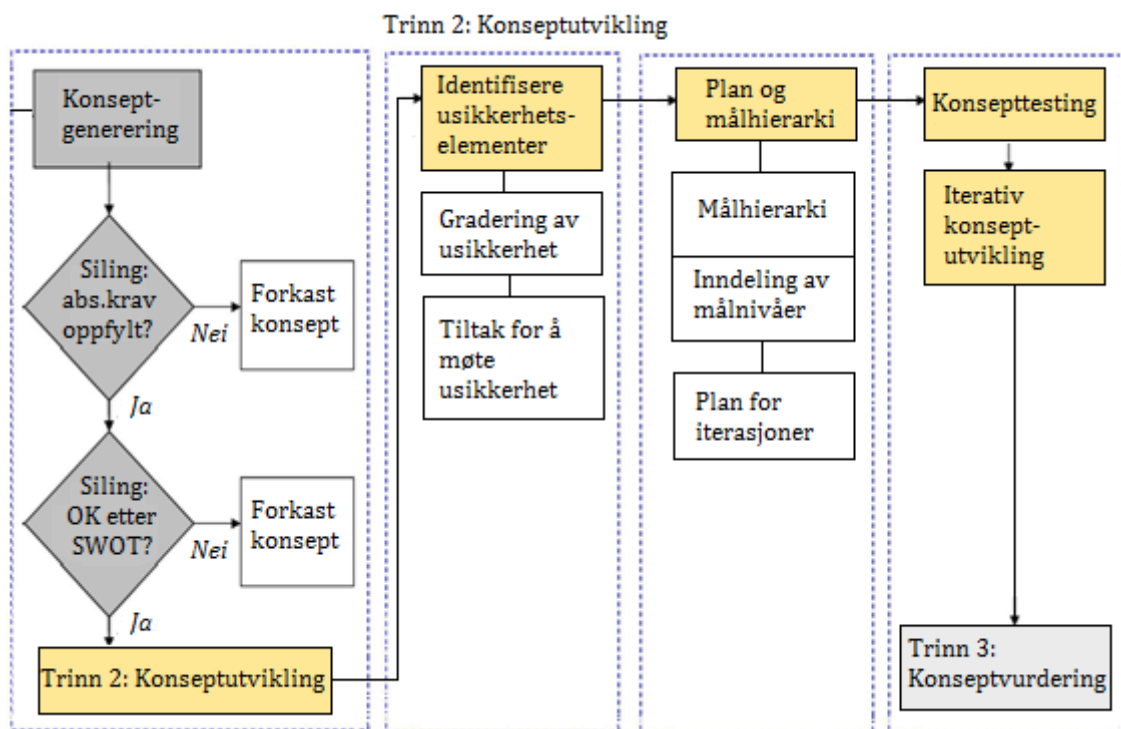 Trinn 2: Konseptutvikling
Konsept-
generering
Siling:
abs.krav
oppfylt?
Nei
Forkast
konsept
Ja
Siling:
OK etter
SWOT?
Nei
Forkast
konsept
Ja
Trinn 2: Konseptutvikling
Identifisere
usikkerhets-
elementer
Gradering av
usikkerhet
Tiltak for å
møte
usikkerhet
Plan og
målhierarki
Målhierarki
Inndeling av
målnivåer
Plan for
iterasjoner
Konsepttesting
Iterativ
konsept-
utvikling
Trinn 3:
Konseptvurdering